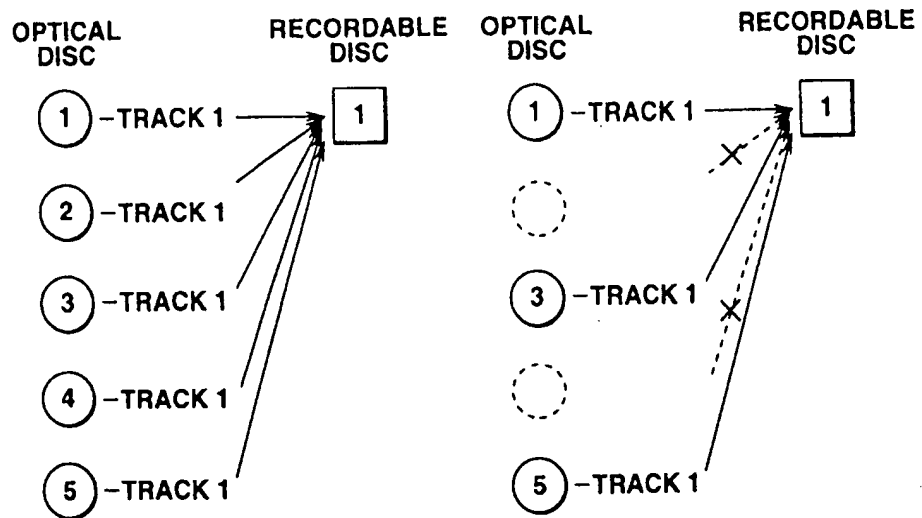 OPTICAL
DISC
RECORDABLE
DISC
1 -TRACK 1
1
2 -TRACK 1
3 -TRACK 1
4 -TRACK 1
5 -TRACK 1
OPTICAL
DISC
RECORDABLE
DISC
1 -TRACK 1
1
3 -TRACK 1
5 -TRACK 1